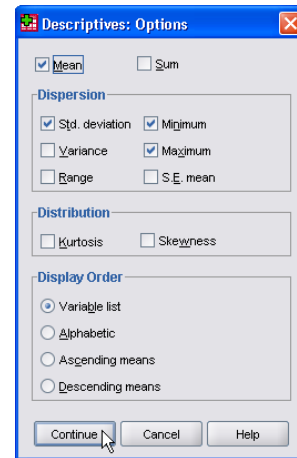 Descriptives: Options
Mean Sum
Dispersion
Std. deviation Minimum
Variance Maximum
Range S.E. mean
Distribution
Kurtosis Skewness
Display Order
Variable list
Alphabetic
Ascending means
Descending means
Continue Cancel Help